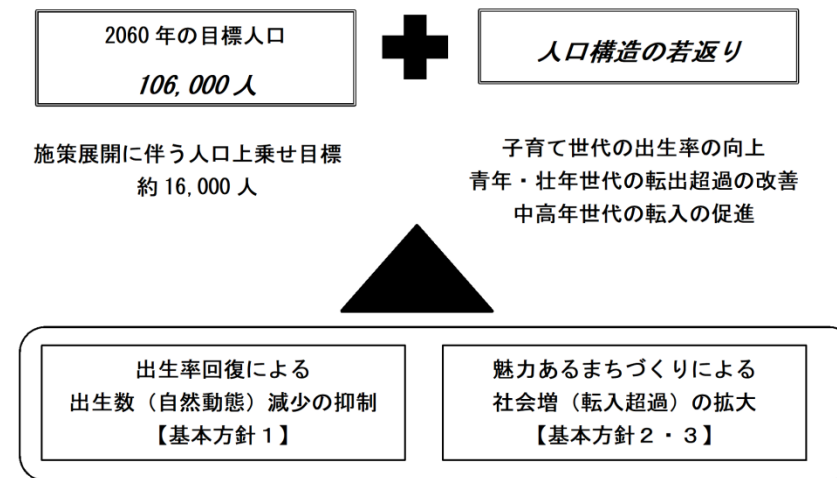 2060 年の目標人口
106,000 人
人口構造の若返り
施策展開に伴う人口上乗せ目標
約 16,000 人
子育て世代の出生率の向上
青年・壮年世代の転出超過の改善
中高年世代の転入の促進
出生率回復による
出生数（自然動態）減少の抑制
【基本方針１】
魅力あるまちづくりによる
社会増（転入超過）の拡大
【基本方針２・３】